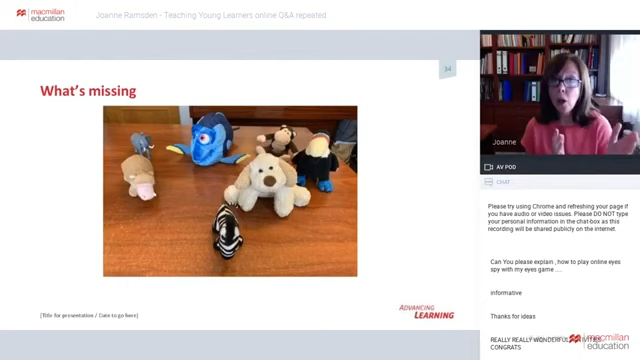 macmillan
education
Joanne Ramsden - Teaching Young Learners online Q&A repeated
34
What's missing
[Title for presentation / Date to go here]
ADVANCING
LEARNING
Joanne
AV POD
CHAT
Please try using Chrome and refreshing your page
if you have audio or video issues. Please DO NOT type
your personal information in the chat-box as this
recording will be shared publicly on the internet.
Can You please explain ,how to play online eyes
spy with my eyes game ....
informative
Thanks for ideas
REALLY REALLY WONDERFUL
CONGRATS
macmillan
education